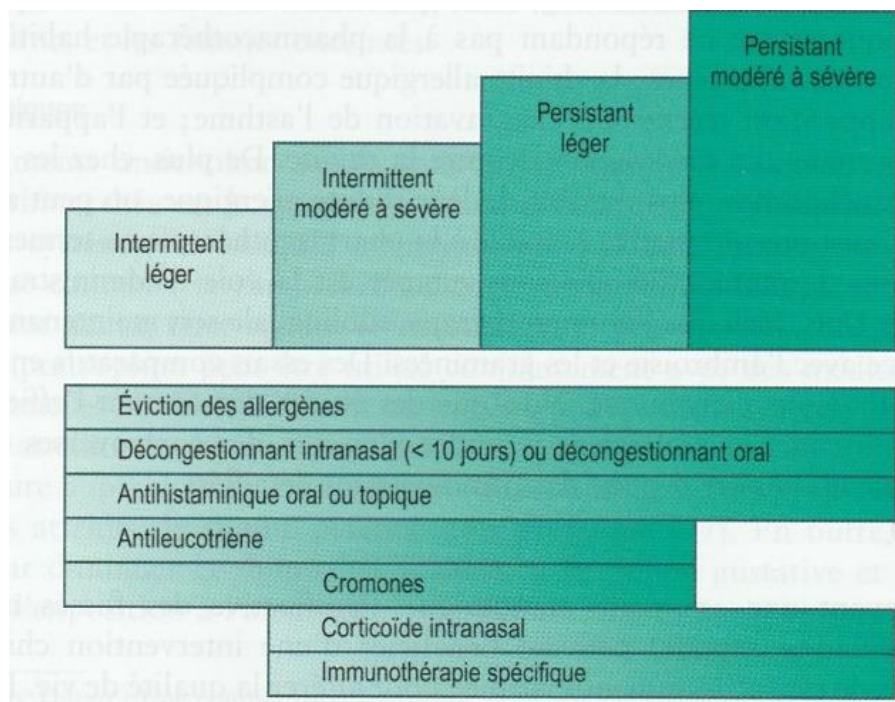 Persistant
modéré à sévère
Persistant
léger
Intermittent
modéré à sévère
Intermittent
léger
Éviction des allergènes
Décongestionnant intranasal (< 10 jours) ou décongestionnant oral
Antihistaminique oral ou topique
Antileucotriène
Cromones
Corticoïde intranasal
Immunothérapie spécifique